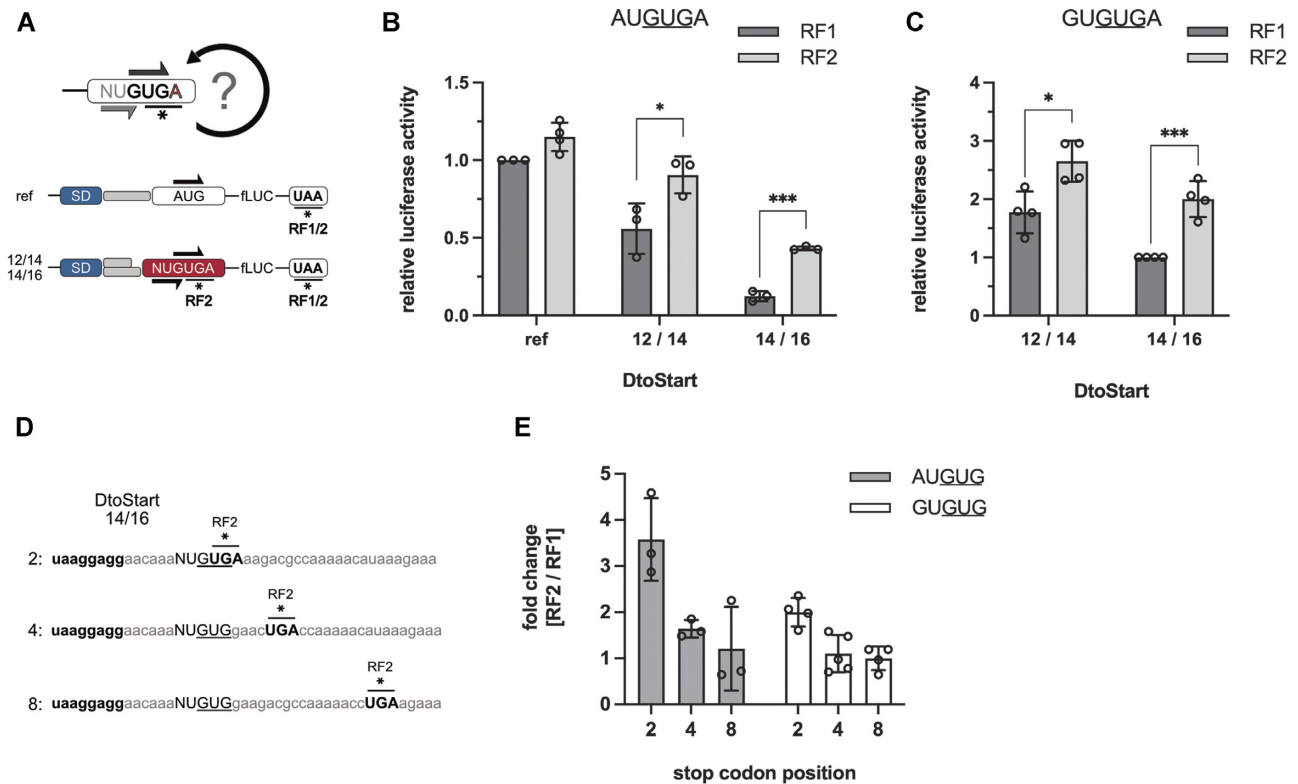 A
NUGUGA
*
?
ref
SD
AUG
fLUC
UAA
*
RF1/2
12/14
14/16
SD
NUGUGA
fLUC
UAA
*
RF2
*
RF1/2
B
AUGUGA
RF1
RF2
relative luciferase activity
1.5
1.0
0.5
0.0
*
***
ref
12 / 14
14 / 16
DtoStart
C
GUGUGA
RF1
RF2
relative luciferase activity
4
3
2
1
0
*
***
12 / 14
14 / 16
DtoStart
D
DtoStart
14/16
RF2
*
2: uaaggaggaacaaaNUGUGAaagacgccaaaaacauaaagaaa
RF2
*
4: uaaggaggaacaaaNUGUGgaacUGAccaaaaacauaaagaaa
RF2
*
8: uaaggaggaacaaaNUGUGgaagacgccaaaaaccUGAagaaa
E
AUGUG
GUGUG
fold change
[RF2 / RF1]
5
4
3
2
1
0
2 4 8 2 4 8
stop codon position